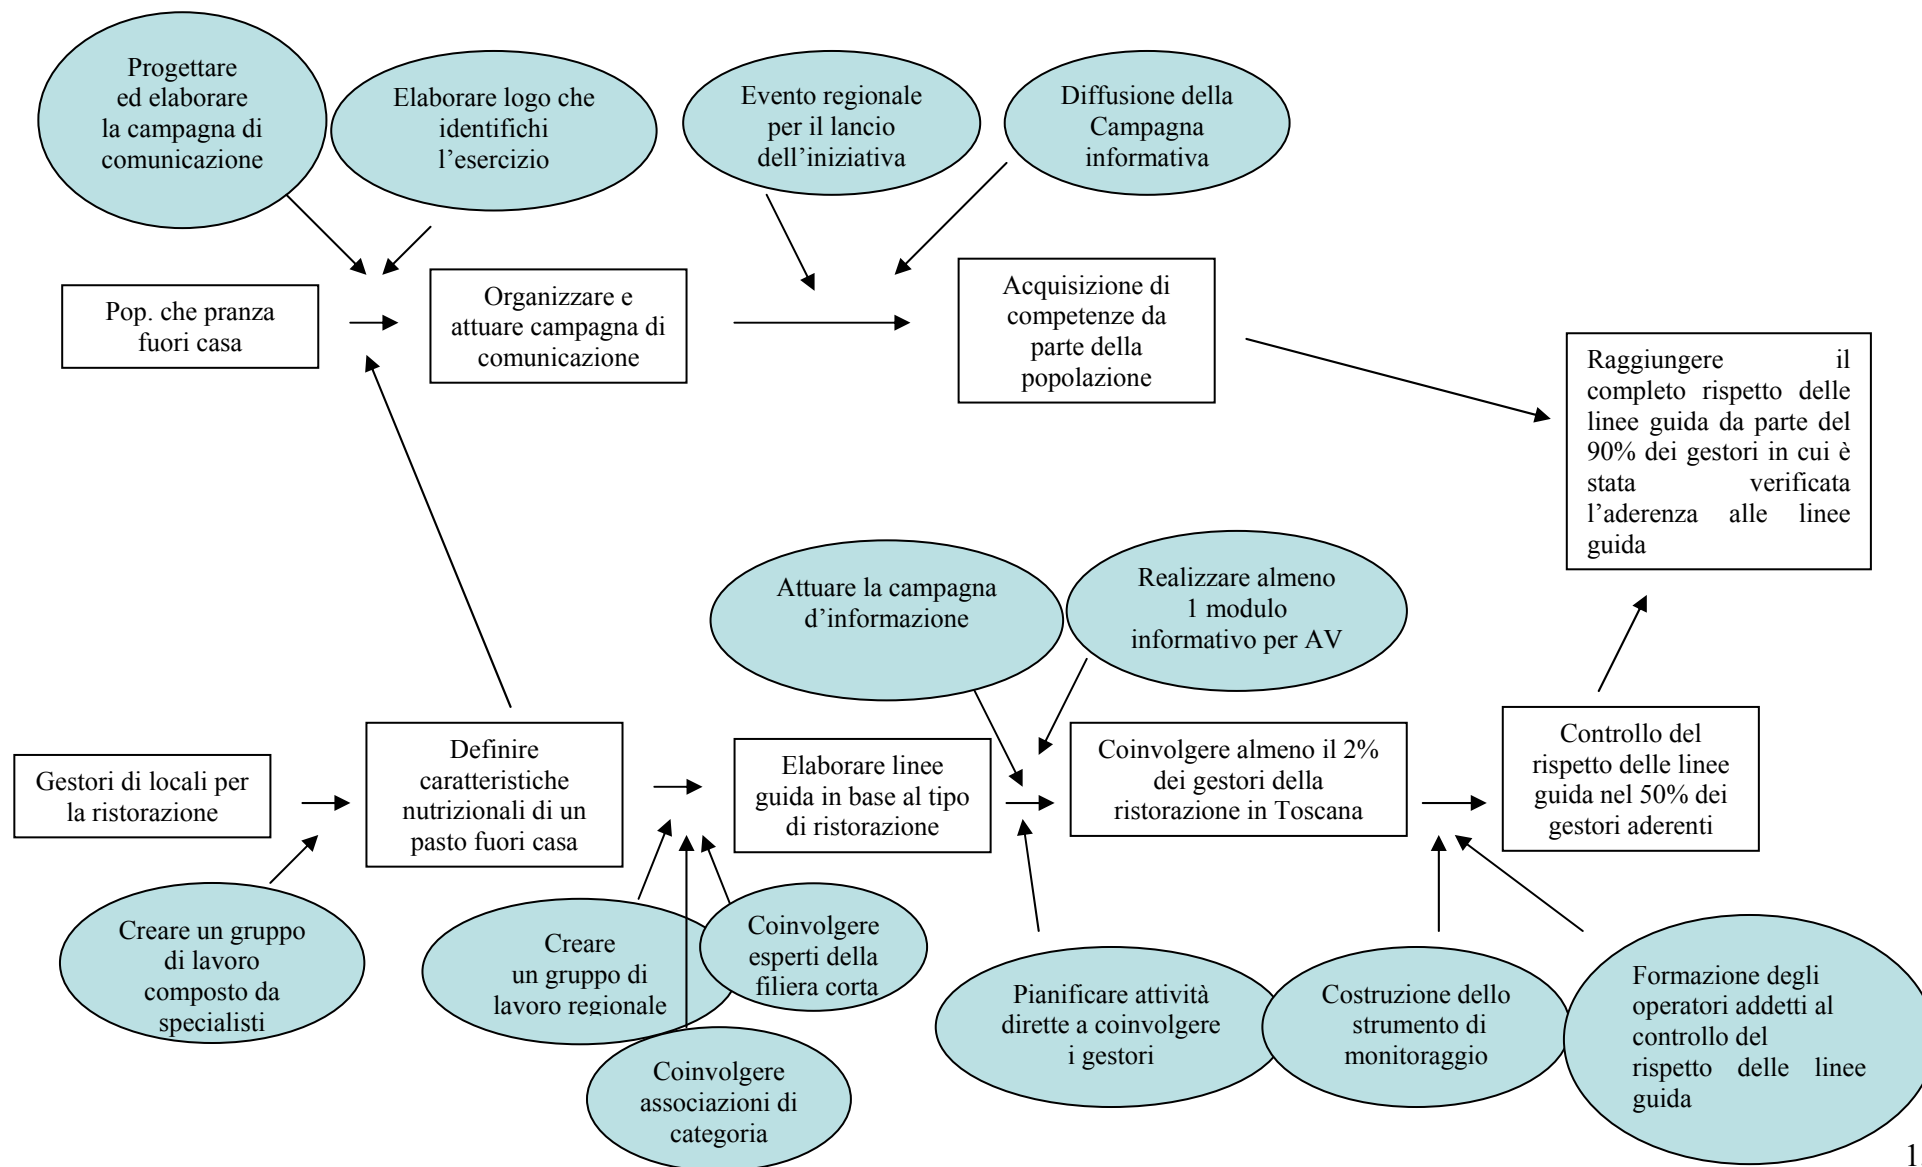 Progettare
ed elaborare
la campagna di
comunicazione
Elaborare logo che
identifichi
l’esercizio
Evento regionale
per il lancio
dell’iniziativa
Diffusione della
Campagna
informativa
Pop. che pranza
fuori casa
Organizzare e
attuare campagna di
comunicazione
Acquisizione di
competenze da
parte della
popolazione
Raggiungere il
completo rispetto delle
linee guida da parte del
90% dei gestori in cui è
stata verificata
l’aderenza alle linee
guida
Attuare la campagna
d’informazione
Realizzare almeno
1 modulo
informativo per AV
Gestori di locali per
la ristorazione
Definire
caratteristiche
nutrizionali di un
pasto fuori casa
Elaborare linee
guida in base al tipo
di ristorazione
Coinvolgere almeno il 2%
dei gestori della
ristorazione in Toscana
Controllo del
rispetto delle linee
guida nel 50% dei
gestori aderenti
Creare un gruppo
di lavoro
composto da
specialisti
Creare
un gruppo di
lavoro regionale
Coinvolgere
esperti della
filiera corta
Coinvolgere
associazioni di
categoria
Pianificare attività
dirette a coinvolgere
i gestori
Costruzione dello
strumento di
monitoraggio
Formazione degli
operatori addetti al
controllo del
rispetto delle linee
guida